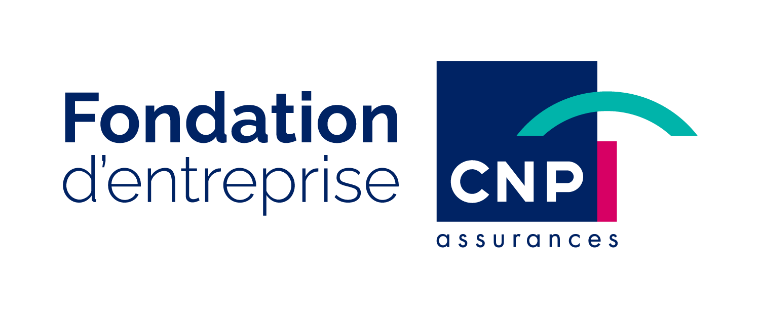 Fondation
d'entreprise
CNP
assurances